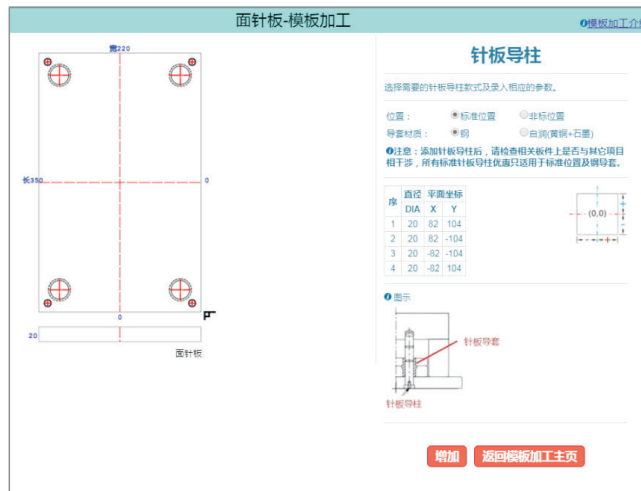 面针板-模板加工
模板加工介
宽220
长350
0
0
20
面针板
针板导柱
选择需要的针板导柱款式及录入相应的参数。
位置： 标准位置 非标位置
导套材质： 钢 自润(黄铜+石墨)
注意：添加针板导柱后，请检查相关板件上是否与其它项目
相干涉，所有标准针板导柱优惠只适用于标准位置及钢导套。
序 直径 平面坐标
DIA X Y
1 20 82 104
2 20 82 -104
3 20 -82 -104
4 20 -82 104
(0,0)
图示
针板导套
针板导柱
增加 返回模板加工主页